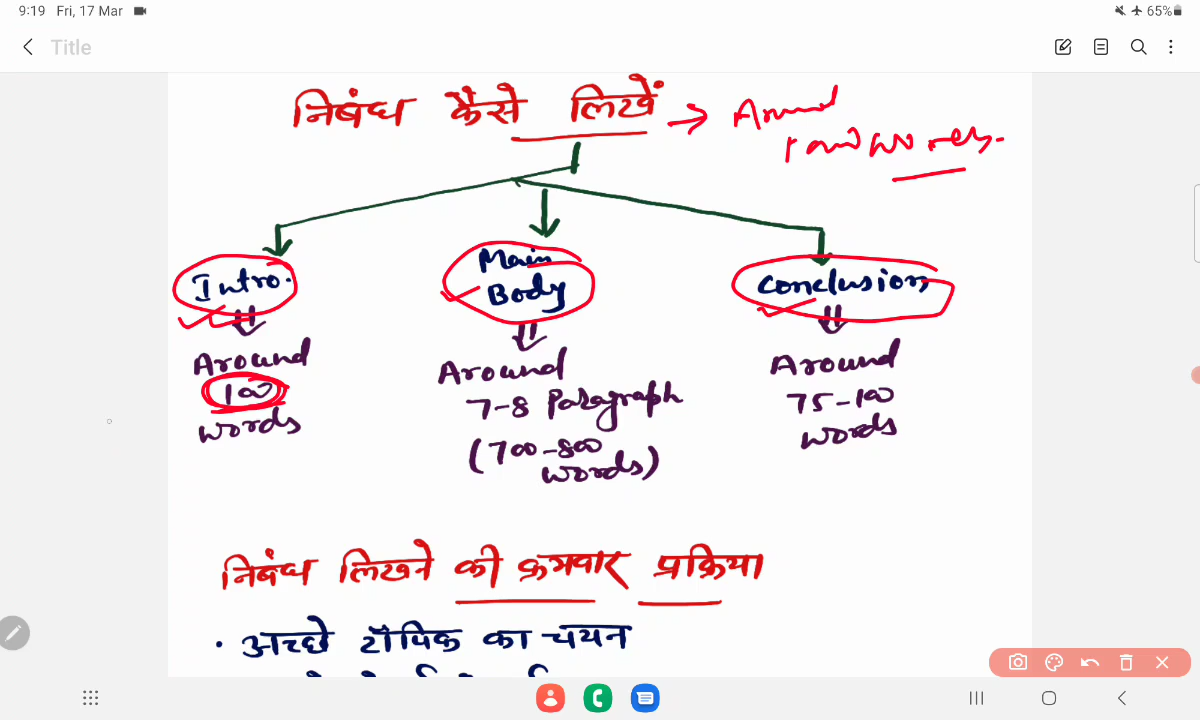 9:19 Fri, 17 Mar
65%
Title
निबंध कैसे लिखें → Around
words.
Intro.
Main
Body
Conclusion
Around
100
words
Around
7-8 Paragraph
(700-800
words)
Around
75-100
words
निबंध लिखने की क्रमवार प्रक्रिया
• अच्छे टॉपिक का चयन